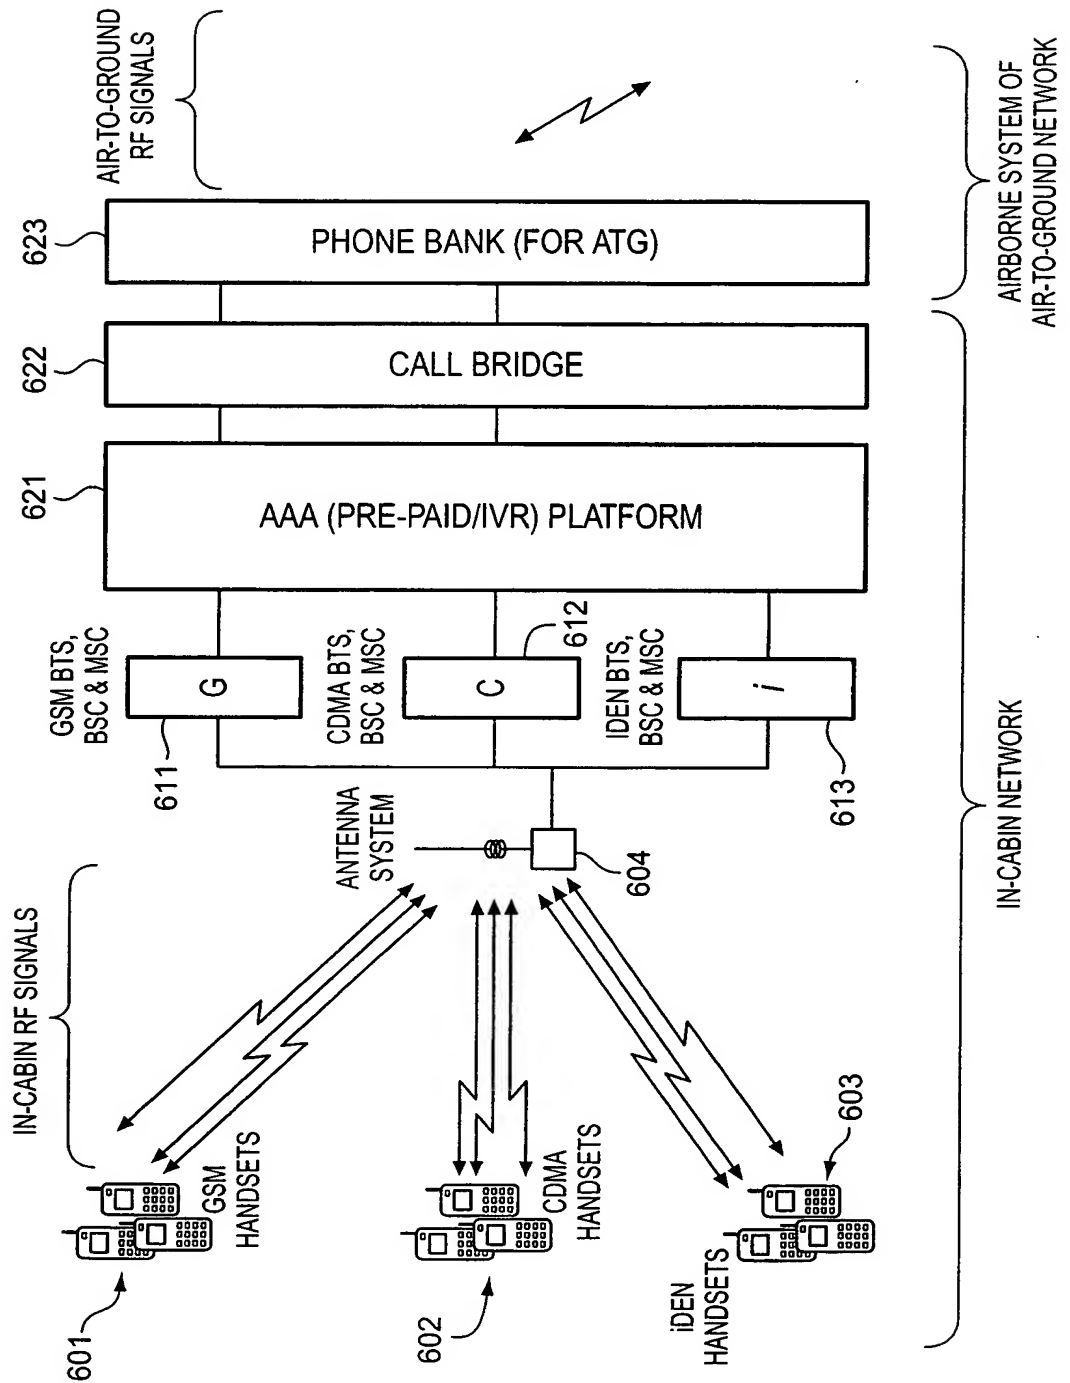 IN-CABIN RF SIGNALS
AIR-TO-GROUND
RF SIGNALS
601
GSM
HANDSETS
602
CDMA
HANDSETS
iDEN
HANDSETS
603
ANTENNA
SYSTEM
604
GSM BTS,
BSC & MSC
G
611
CDMA BTS,
BSC & MSC
C
612
IDEN BTS,
BSC & MSC
i
613
621
AAA (PRE-PAID/IVR) PLATFORM
622
CALL BRIDGE
623
PHONE BANK (FOR ATG)
IN-CABIN NETWORK
AIRBORNE SYSTEM OF
AIR-TO-GROUND NETWORK